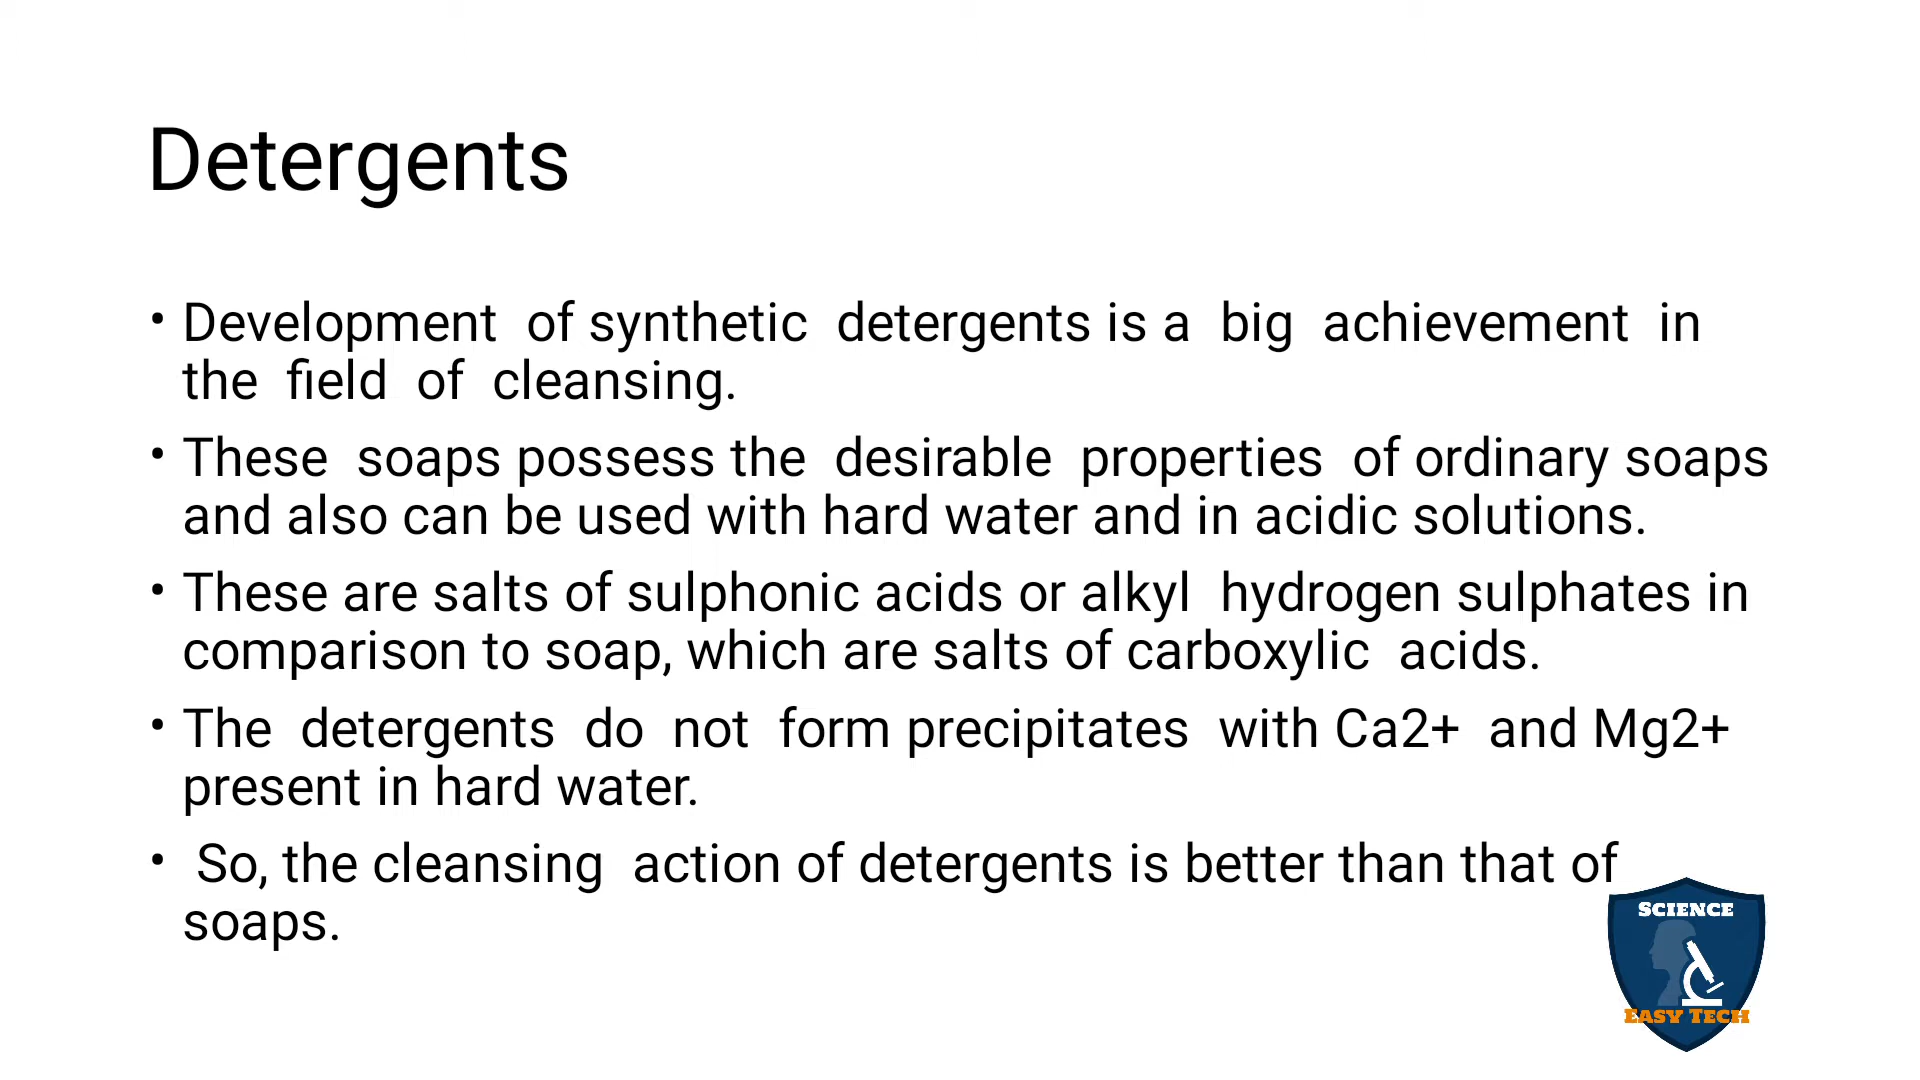 Detergents
• Development of synthetic detergents is a big achievement in
the field of cleansing.
• These soaps possess the desirable properties of ordinary soaps
and also can be used with hard water and in acidic solutions.
• These are salts of sulphonic acids or alkyl hydrogen sulphates in
comparison to soap, which are salts of carboxylic acids.
• The detergents do not form precipitates with Ca2+ and Mg2+
present in hard water.
• So, the cleansing action of detergents is better than that of
soaps.
SCIENCE
EASY TECH